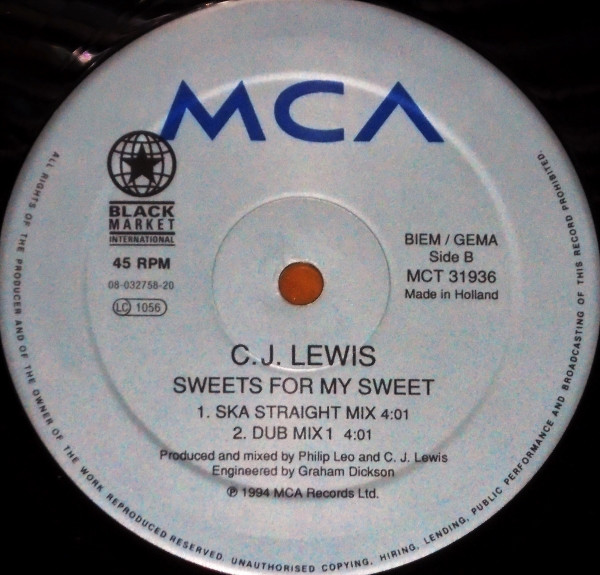 MCA
BLACK
MARKET
INTERNATIONAL
45 RPM
08-032758-20
LC 1056
BIEM / GEMA
Side B
MCT 31936
Made in Holland
C. J. LEWIS
SWEETS FOR MY SWEET
1. SKA STRAIGHT MIX 4:01
2. DUB MIX 1 4:01
Produced and mixed by Philip Leo and C. J. Lewis
Engineered by Graham Dickson
℗ 1994 MCA Records Ltd.
ALL RIGHTS OF THE PRODUCER AND OF THE OWNER OF THE WORK REPRODUCED RESERVED. UNAUTHORISED COPYING, HIRING, LENDING, PUBLIC PERFORMANCE AND BROADCASTING OF THIS RECORD PROHIBITED.